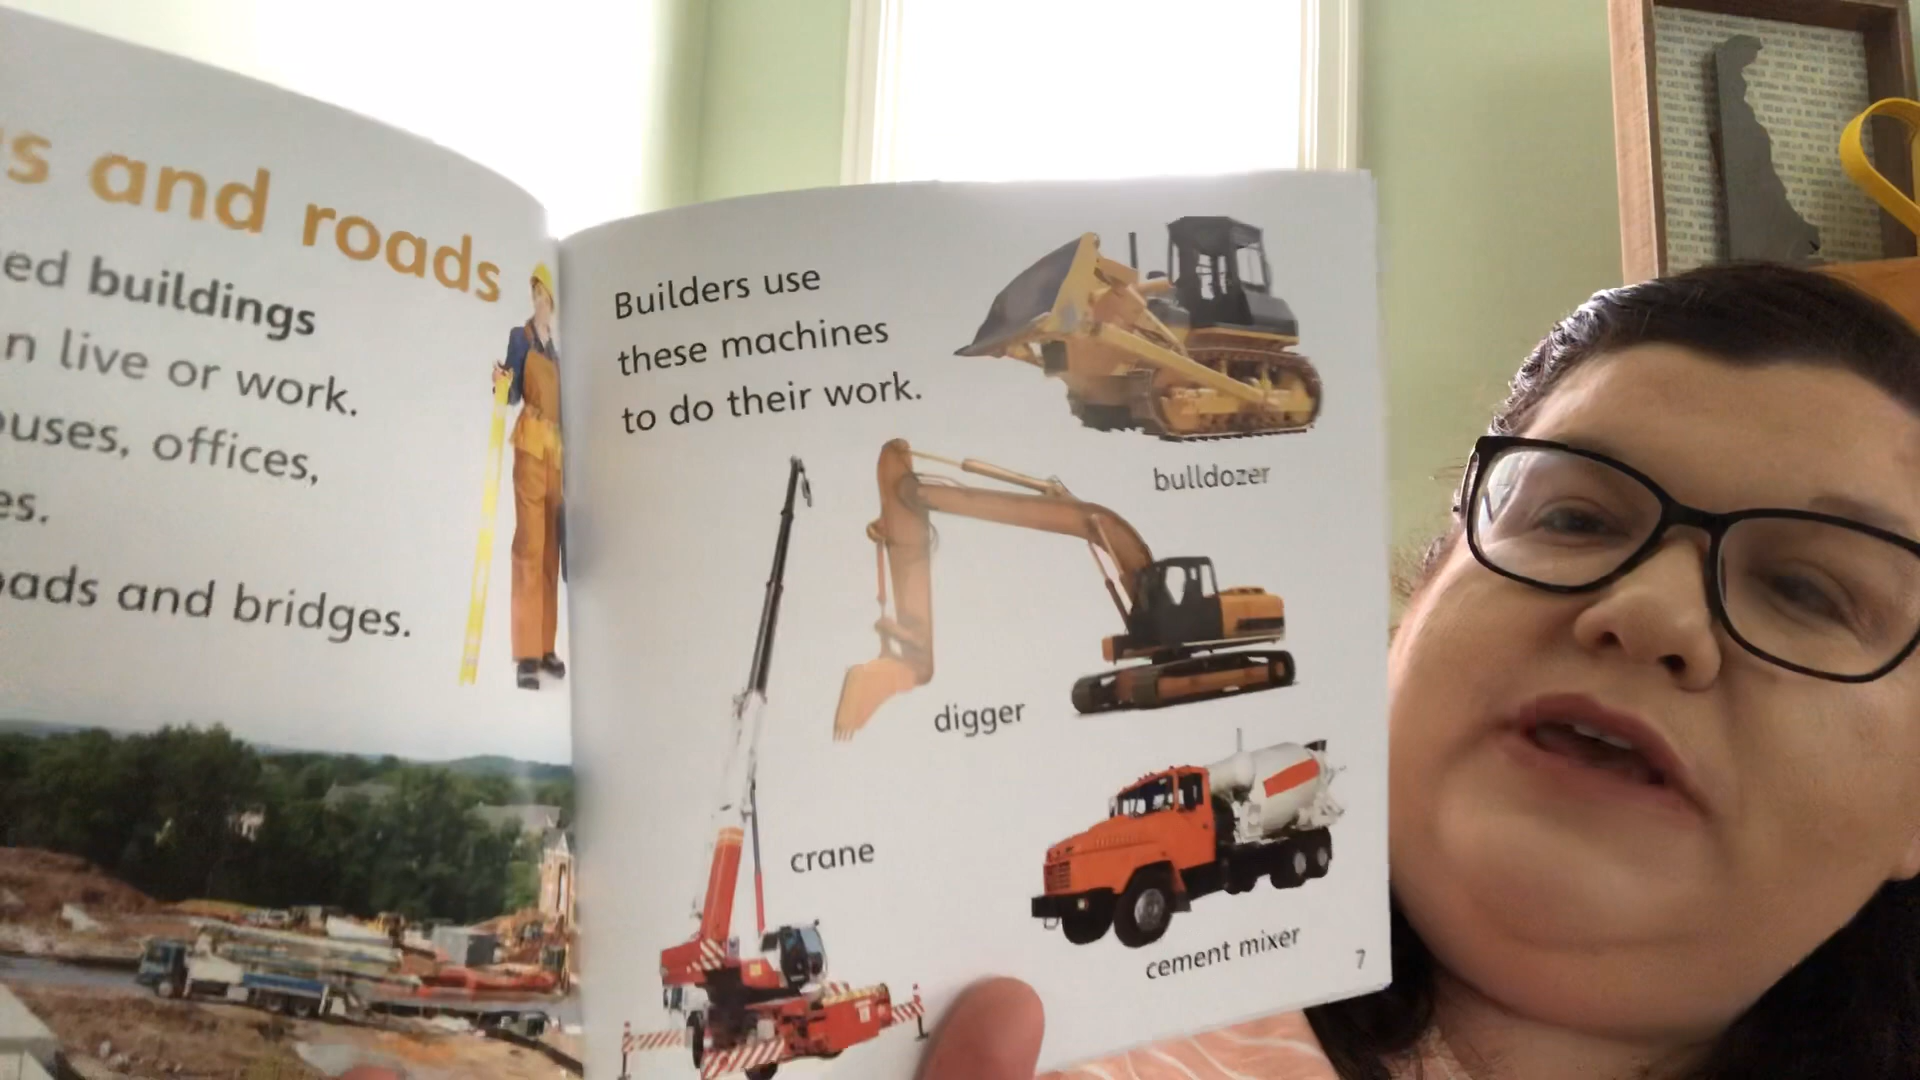 s and roads
ed buildings
n live or work.
ouses, offices,
es.
oads and bridges.
Builders use
these machines
to do their work.
bulldozer
digger
crane
cement mixer
7